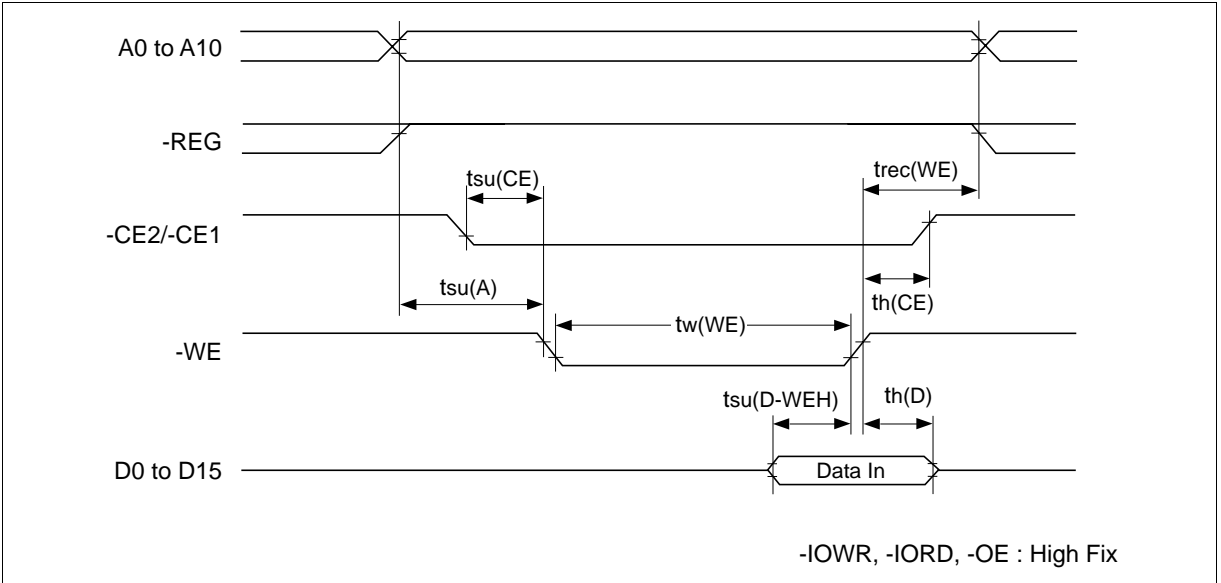 A0 to A10
-REG
tsu(CE)
trec(WE)
-CE2/-CE1
tsu(A)
th(CE)
tw(WE)
-WE
tsu(D-WEH)
th(D)
D0 to D15
Data In
-IOWR, -IORD, -OE : High Fix